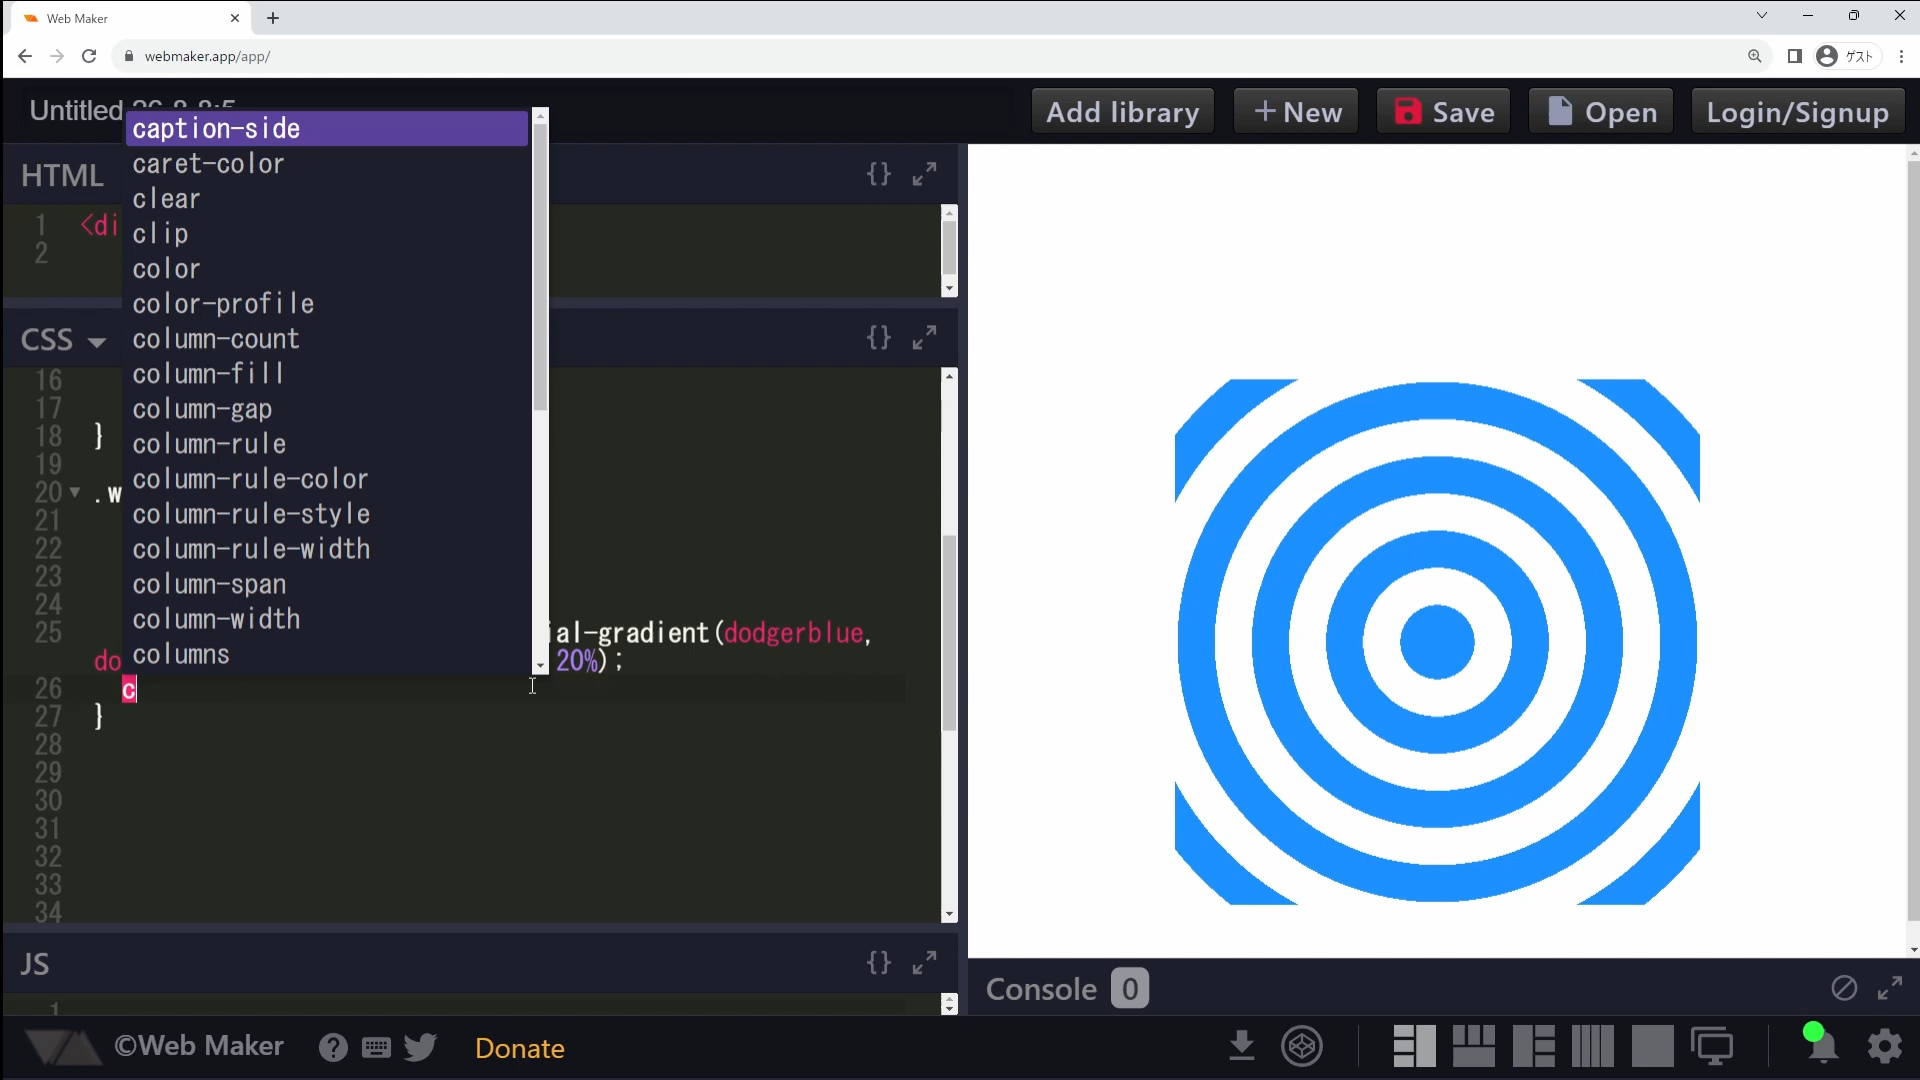 Web Maker
webmaker.app/app/
ゲスト
Untitled
Add library
+ New
Save
Open
Login/Signup
HTML
{}
1 <di
2
CSS
{}
caption-side
caret-color
clear
clip
color
color-profile
column-count
column-fill
column-gap
column-rule
column-rule-color
column-rule-style
column-rule-width
column-span
column-width
columns
16
17
18 }
19
20 .w
21
22
23
24
25 ial-gradient(dodgerblue,
do 20%);
26 c
27 }
28
29
30
31
32
33
34
JS
{}
1
Console 0
©Web Maker
?
Donate